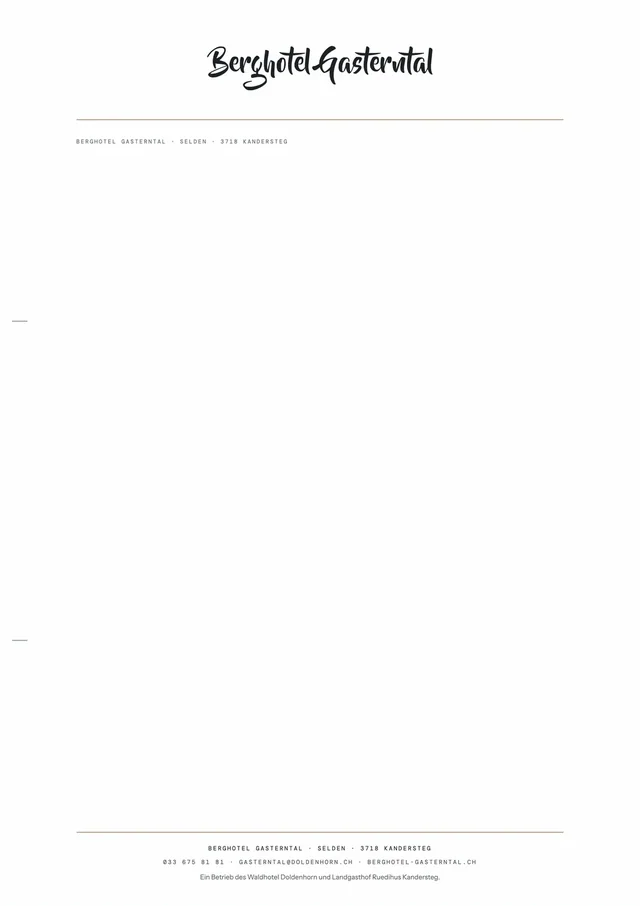 Berghotel Gasterntal
BERGHOTEL GASTERNTAL · SELDEN · 3718 KANDERSTEG
BERGHOTEL GASTERNTAL · SELDEN · 3718 KANDERSTEG
033 675 81 81 · GASTERNTAL@DOLDENHORN.CH · BERGHOTEL-GASTERNTAL.CH
Ein Betrieb des Waldhotel Doldenhorn und Landgasthof Ruedihus Kandersteg.